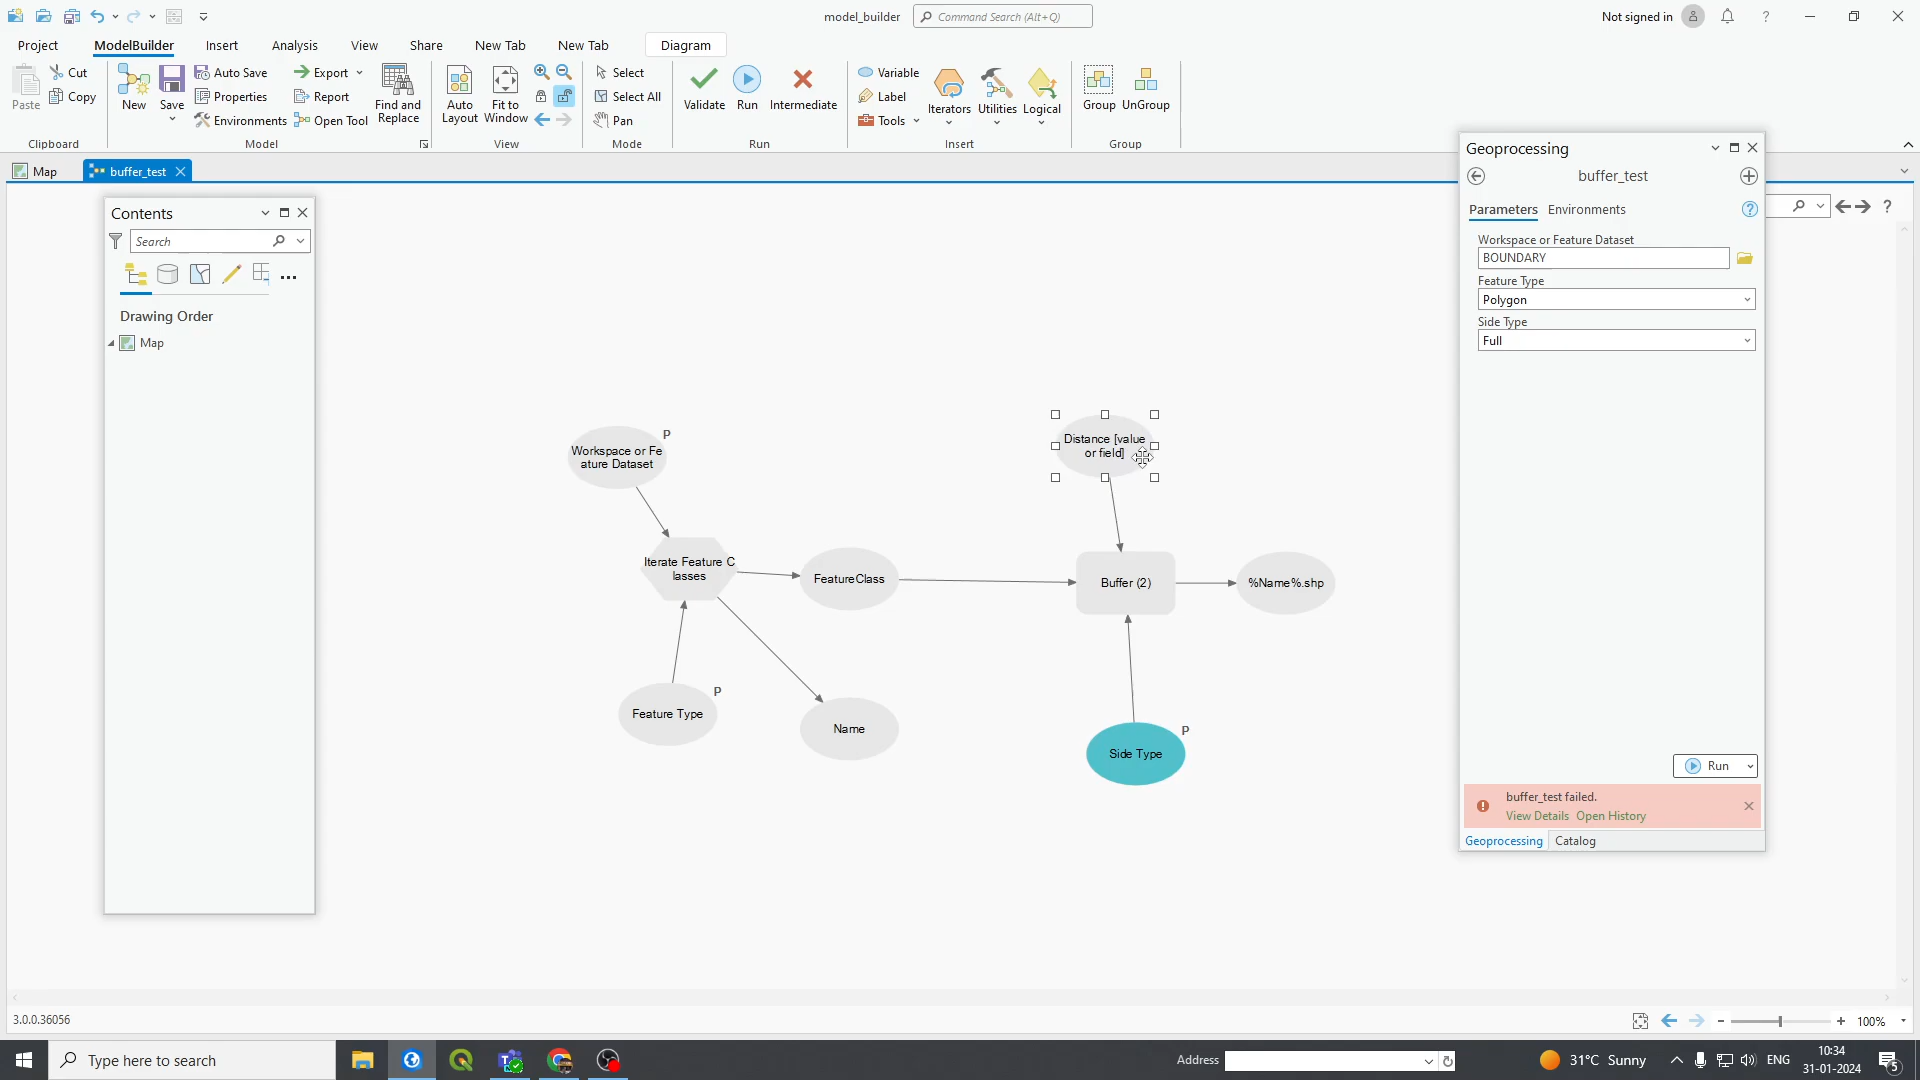 model_builder
Command Search (Alt+Q)
Not signed in
Project
ModelBuilder
Insert
Analysis
View
Share
New Tab
New Tab
Diagram
Paste
Cut
Copy
Clipboard
New
Save
Auto Save
Properties
Environments
Export
Report
Open Tool
Find and
Replace
Model
Auto
Layout
Fit to
Window
View
Select
Select All
Pan
Mode
Validate
Run
Intermediate
Run
Variable
Label
Tools
Iterators
Utilities
Logical
Insert
Group
UnGroup
Group
Map
buffer_test
Contents
Search
Drawing Order
Map
Workspace or Fe
ature Dataset
P
Iterate Feature C
lasses
FeatureClass
Feature Type
P
Name
Distance [value
or field]
Buffer (2)
%Name%.shp
Side Type
P
Geoprocessing
buffer_test
Parameters
Environments
Workspace or Feature Dataset
BOUNDARY
Feature Type
Polygon
Side Type
Full
Run
buffer_test failed.
View Details Open History
Geoprocessing
Catalog
3.0.0.36056
100%
Type here to search
Address
31°C Sunny
ENG
10:34
31-01-2024
5